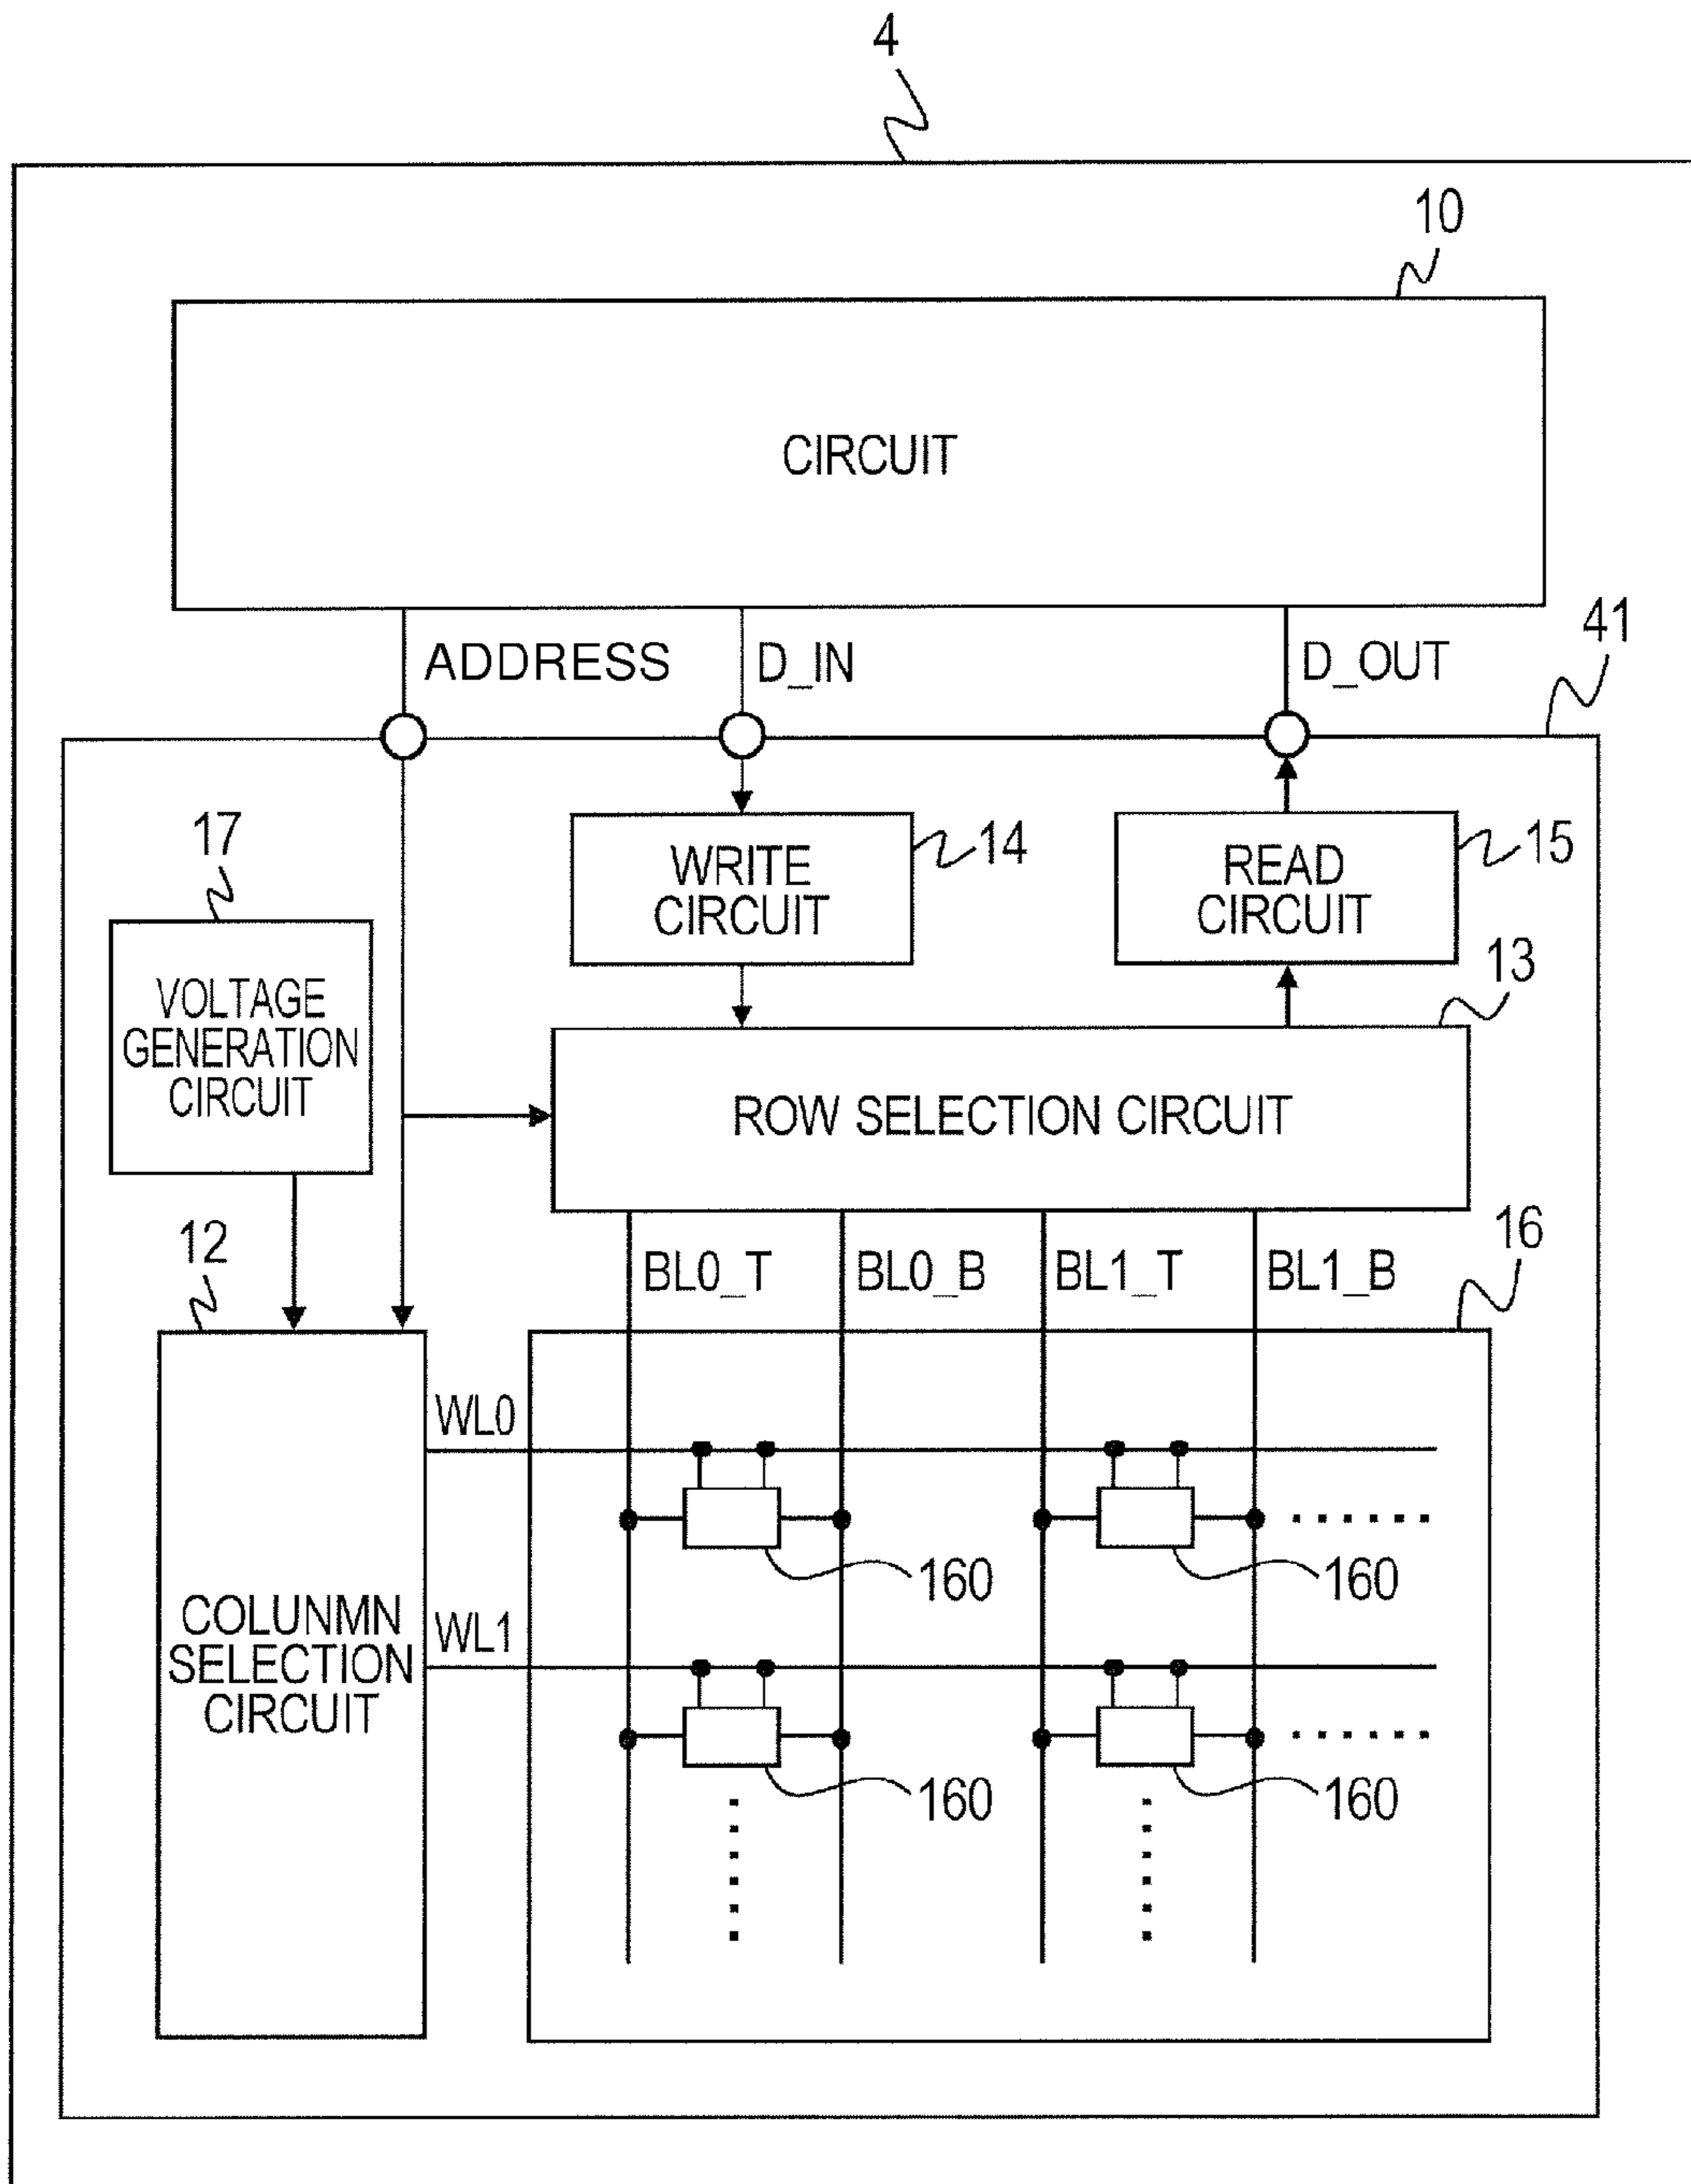 4
10
CIRCUIT
41
ADDRESS
D_IN
D_OUT
17
14
15
WRITE
CIRCUIT
READ
CIRCUIT
13
VOLTAGE
GENERATION
CIRCUIT
ROW SELECTION CIRCUIT
12
16
BL0_T
BL0_B
BL1_T
BL1_B
WL0
160
160
COLUNMN
SELECTION
CIRCUIT
WL1
160
160